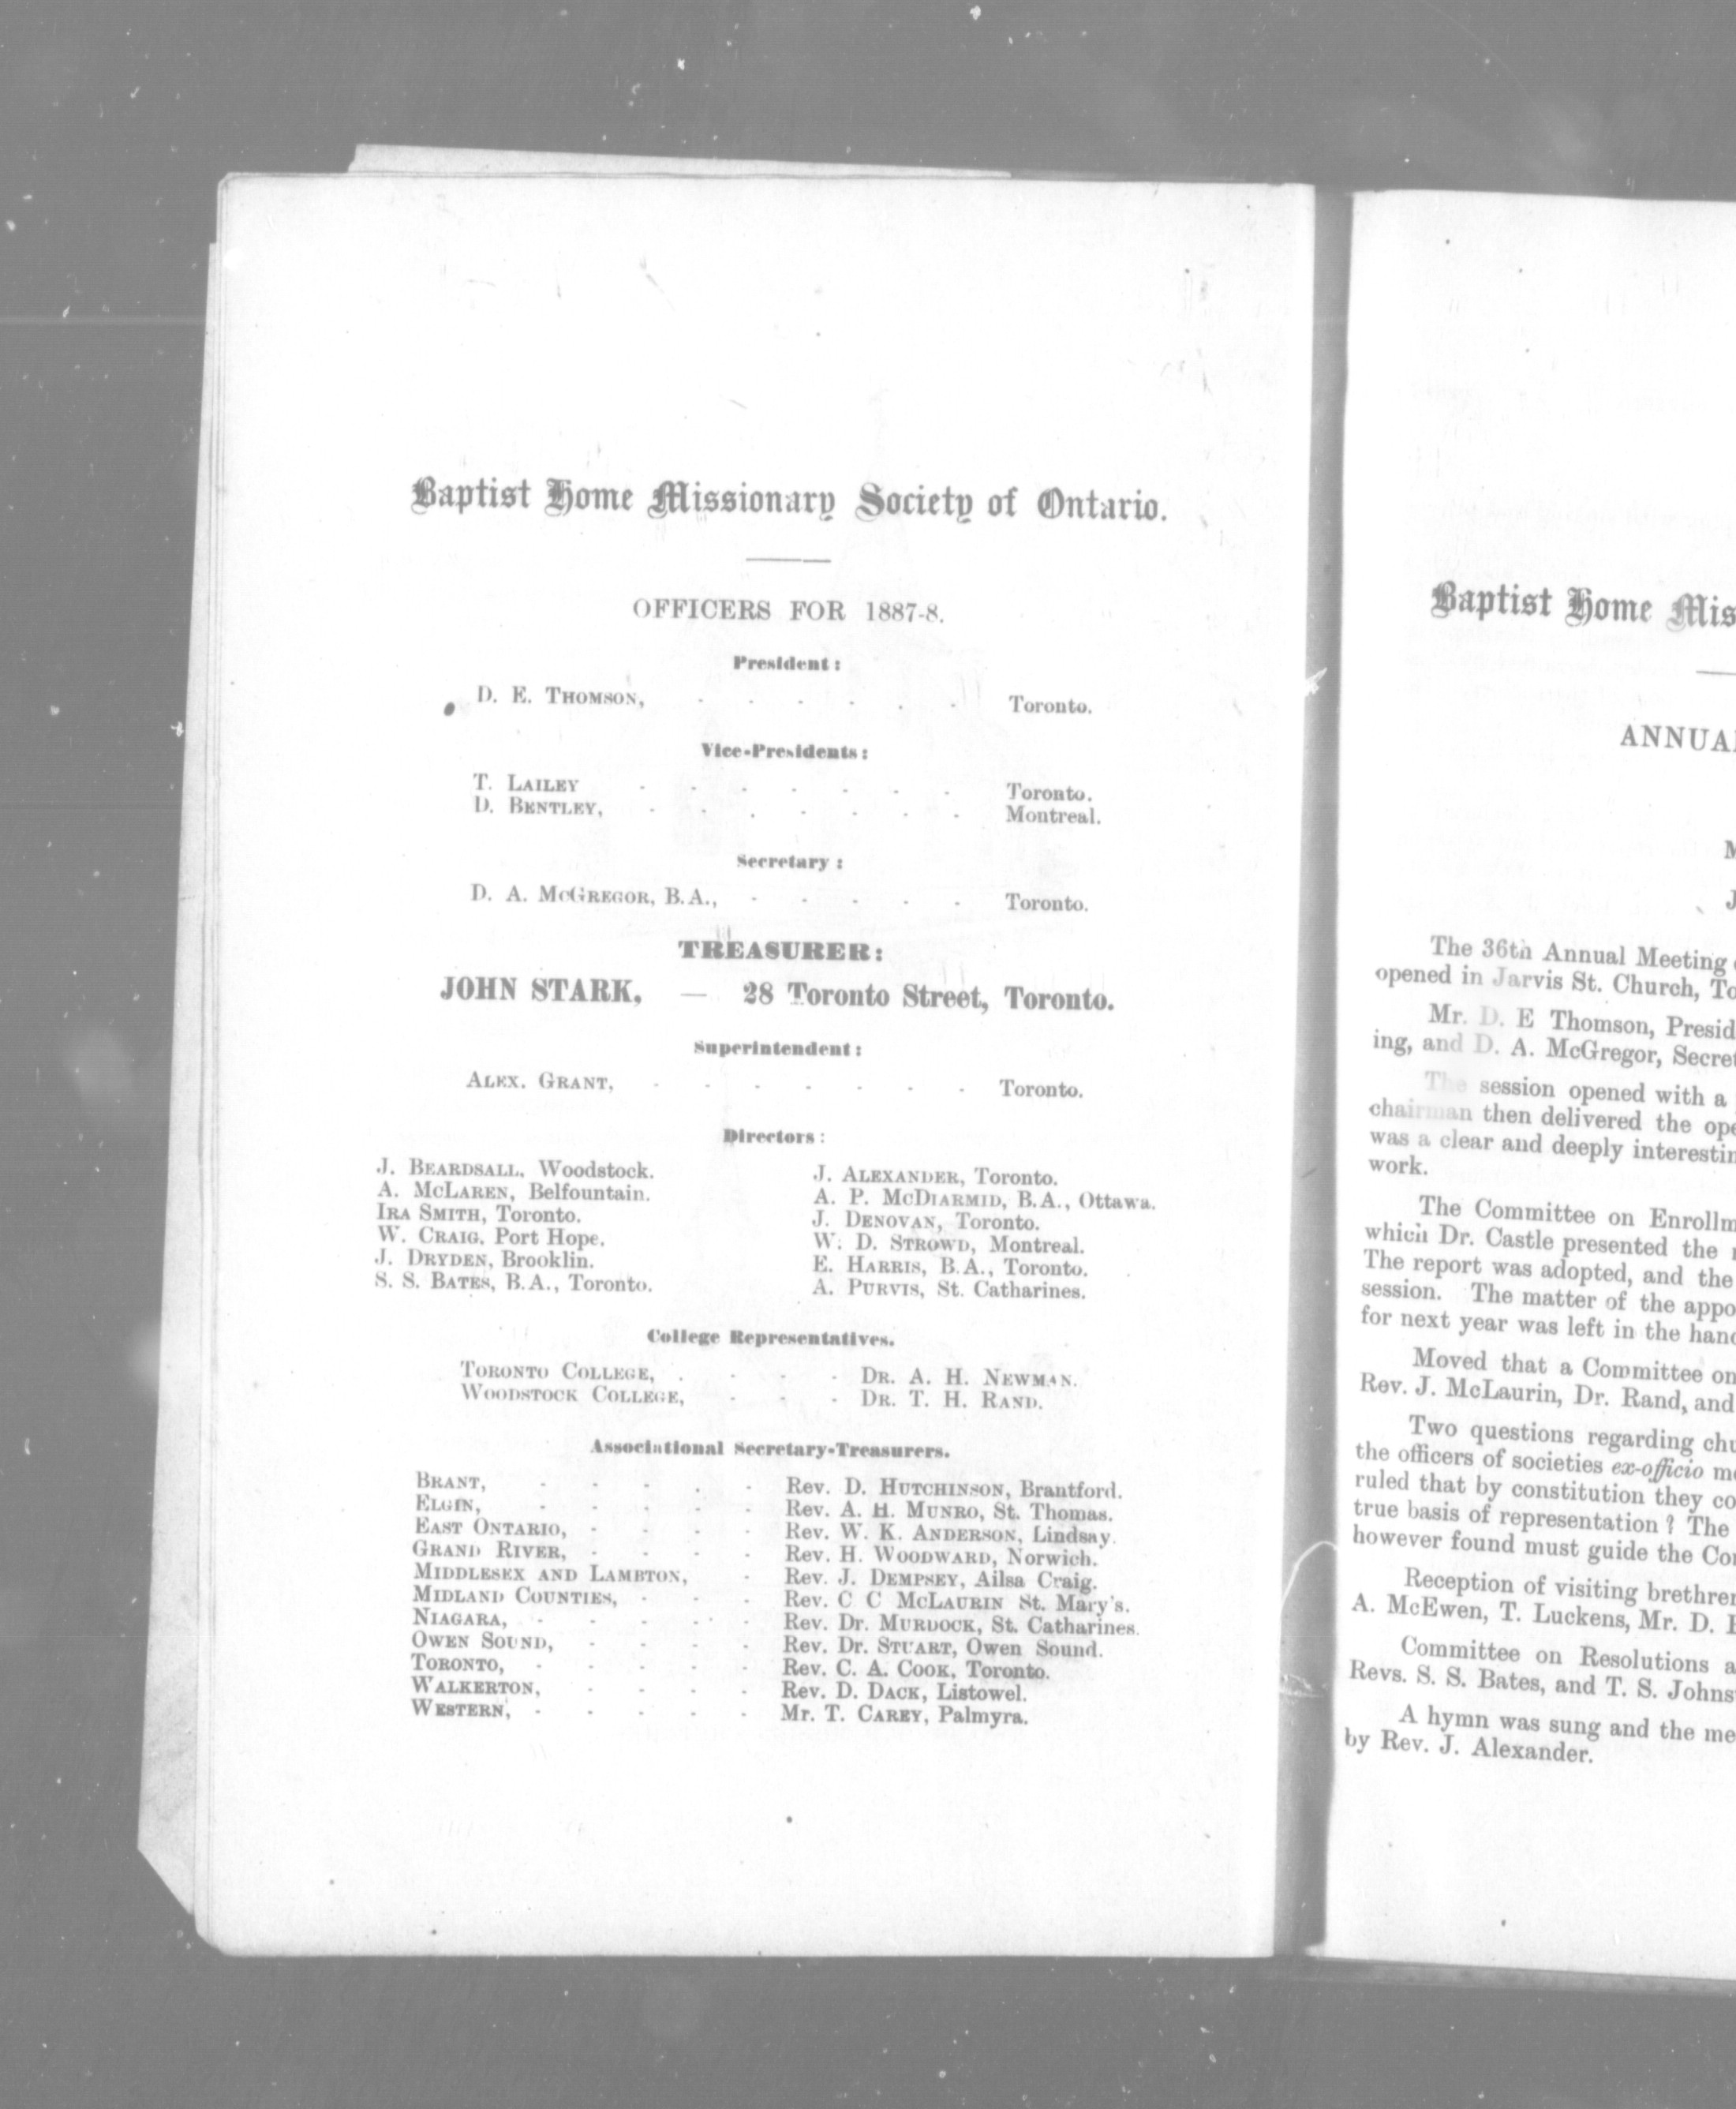 Baptist Home Missionary Society of Ontario.
OFFICERS FOR 1887-8.
President:
D. E. THOMSON, - - - - - - Toronto.
Vice-Presidents:
T. LAILEY - - - - - - - Toronto.
D. BENTLEY, - - - - - - - Montreal.
Secretary:
D. A. MCGREGOR, B.A., - - - - - Toronto.
TREASURER:
JOHN STARK, — 28 Toronto Street, Toronto.
Superintendent:
ALEX. GRANT, - - - - - - - Toronto.
Directors:
J. BEARDSALL, Woodstock.
A. MCLAREN, Belfountain.
IRA SMITH, Toronto.
W. CRAIG, Port Hope.
J. DRYDEN, Brooklin.
S. S. BATES, B.A., Toronto.
J. ALEXANDER, Toronto.
A. P. MCDIARMID, B.A., Ottawa.
J. DENOVAN, Toronto.
W. D. STROWD, Montreal.
E. HARRIS, B.A., Toronto.
A. PURVIS, St. Catharines.
College Representatives.
TORONTO COLLEGE, - - - - DR. A. H. NEWMAN.
WOODSTOCK COLLEGE, - - - DR. T. H. RAND.
Associational Secretary-Treasurers.
BRANT, - - - - - Rev. D. HUTCHINSON, Brantford.
ELGIN, - - - - - Rev. A. H. MUNRO, St. Thomas.
EAST ONTARIO, - - - - Rev. W. K. ANDERSON, Lindsay.
GRAND RIVER, - - - - Rev. H. WOODWARD, Norwich.
MIDDLESEX AND LAMBTON, - Rev. J. DEMPSEY, Ailsa Craig.
MIDLAND COUNTIES, - - - Rev. C C MCLAURIN St. Mary's.
NIAGARA, - - - - - Rev. Dr. MURDOCK, St. Catharines.
OWEN SOUND, - - - - Rev. Dr. STUART, Owen Sound.
TORONTO, - - - - - Rev. C. A. COOK, Toronto.
WALKERTON, - - - - Rev. D. DACK, Listowel.
WESTERN, - - - - - Mr. T. CAREY, Palmyra.
Baptist Home Mis
ANNUAL
M
J
The 36th Annual Meeting
opened in Jarvis St. Church, To
Mr. D. E Thomson, Presid
ing, and D. A. McGregor, Secret
The session opened with a
chairman then delivered the ope
was a clear and deeply interestin
work.
The Committee on Enrollm
which Dr. Castle presented the
The report was adopted, and the
session. The matter of the appo
for next year was left in the hand
Moved that a Committee on
Rev. J. McLaurin, Dr. Rand, and
Two questions regarding chu
the officers of societies ex-officio me
ruled that by constitution they co
true basis of representation? The
however found must guide the Con
Reception of visiting brethren
A. McEwen, T. Luckens, Mr. D. E
Committee on Resolutions a
Revs. S. S. Bates, and T. S. Johns
A hymn was sung and the me
by Rev. J. Alexander.